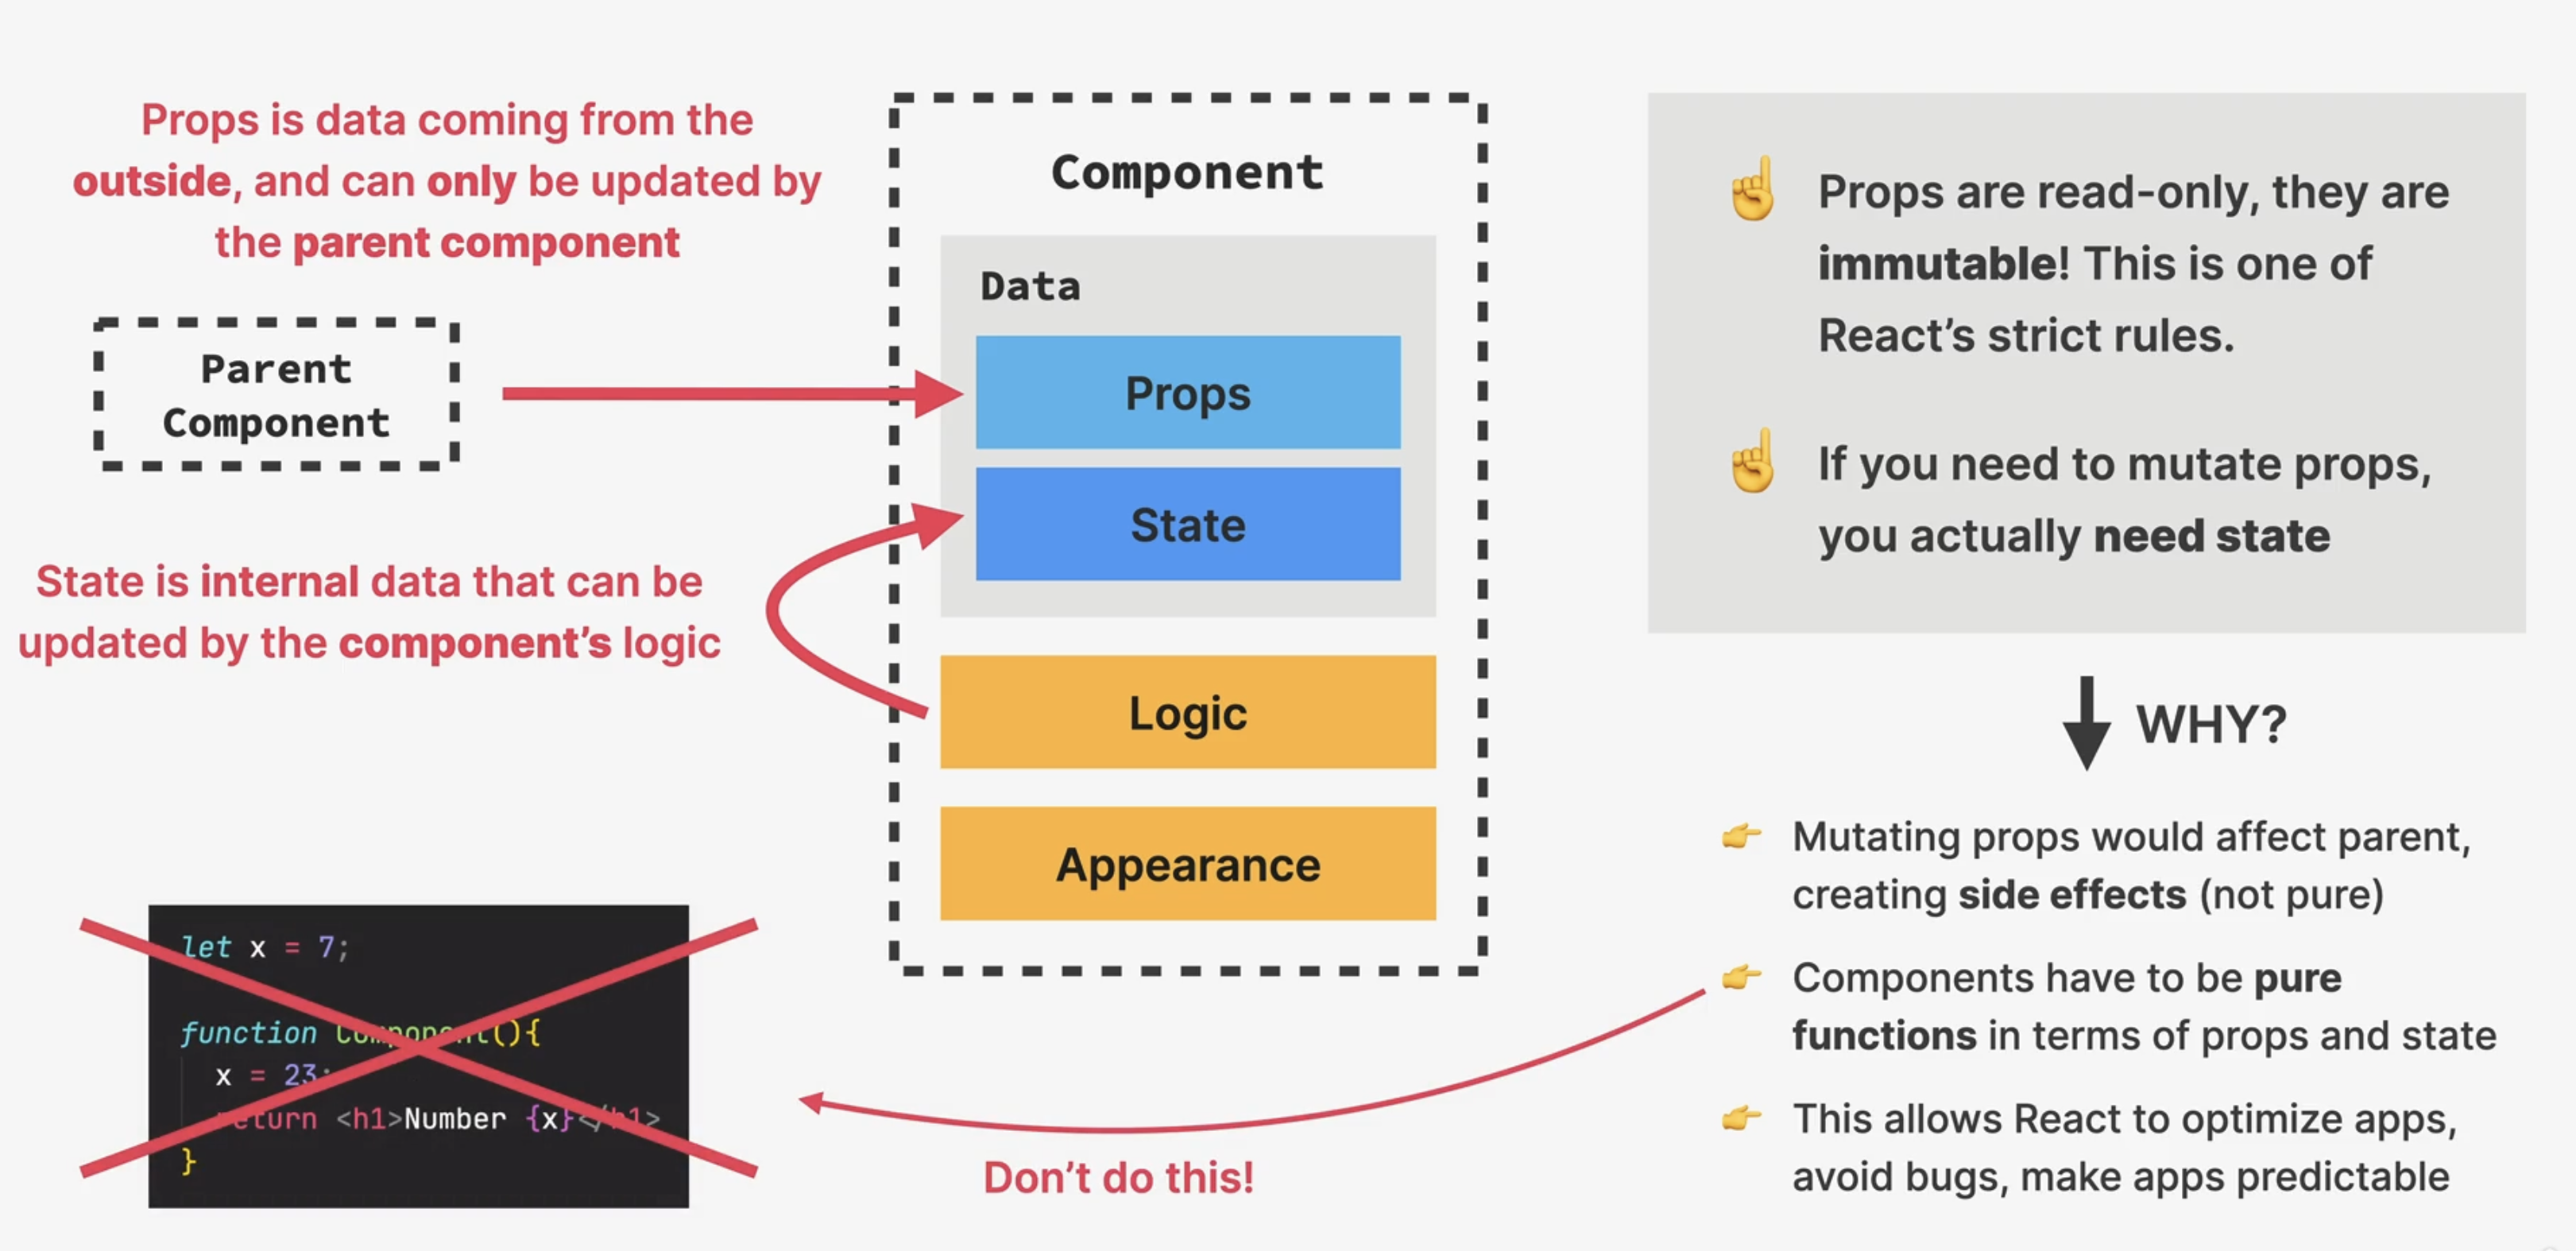 Props is data coming from the
outside, and can only be updated by
the parent component
Parent
Component
State is internal data that can be
updated by the component's logic
let x = 7;
function Component(){
x = 23;
return <h1>Number {x}</h1>
}
Component
Data
Props
State
Logic
Appearance
Don't do this!
Props are read-only, they are
immutable! This is one of
React's strict rules.
If you need to mutate props,
you actually need state
WHY?
Mutating props would affect parent,
creating side effects (not pure)
Components have to be pure
functions in terms of props and state
This allows React to optimize apps,
avoid bugs, make apps predictable